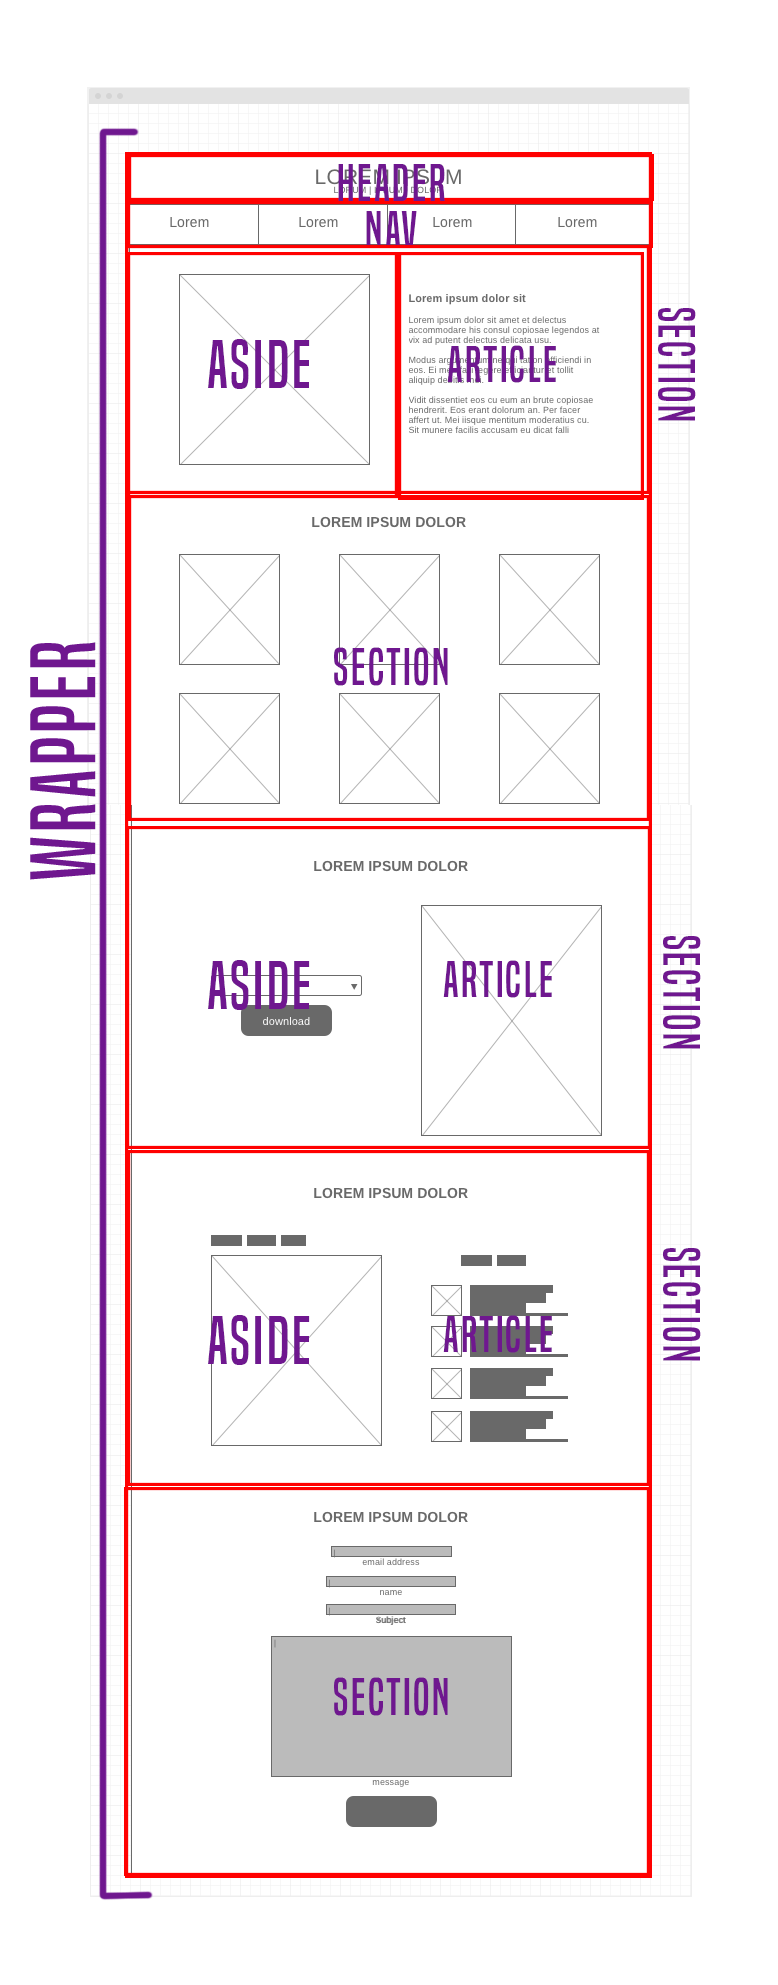 LOREM IPSUM
HEADER
LORUM | IPSUM | DOLOR
Lorem Lorem Lorem Lorem
NAV
ASIDE
Lorem ipsum dolor sit
Lorem ipsum dolor sit amet et delectus
accommodare his consul copiosae legendos at
vix ad putent delectus delicata usu.
ARTICLE
Modus efficiendi in
eos. Ei tollit
aliquip
Vidit dissentiet eos cu eum an brute copiosae
hendrerit. Eos erant dolorum an. Per facer
affert ut. Mei iisque mentitum moderatius cu.
Sit munere facilis accusam eu dicat falli
SECTION
LOREM IPSUM DOLOR
SECTION
WRAPPER
LOREM IPSUM DOLOR
ASIDE
ARTICLE
download
SECTION
LOREM IPSUM DOLOR
ASIDE
ARTICLE
SECTION
LOREM IPSUM DOLOR
email address
name
Subject
SECTION
message